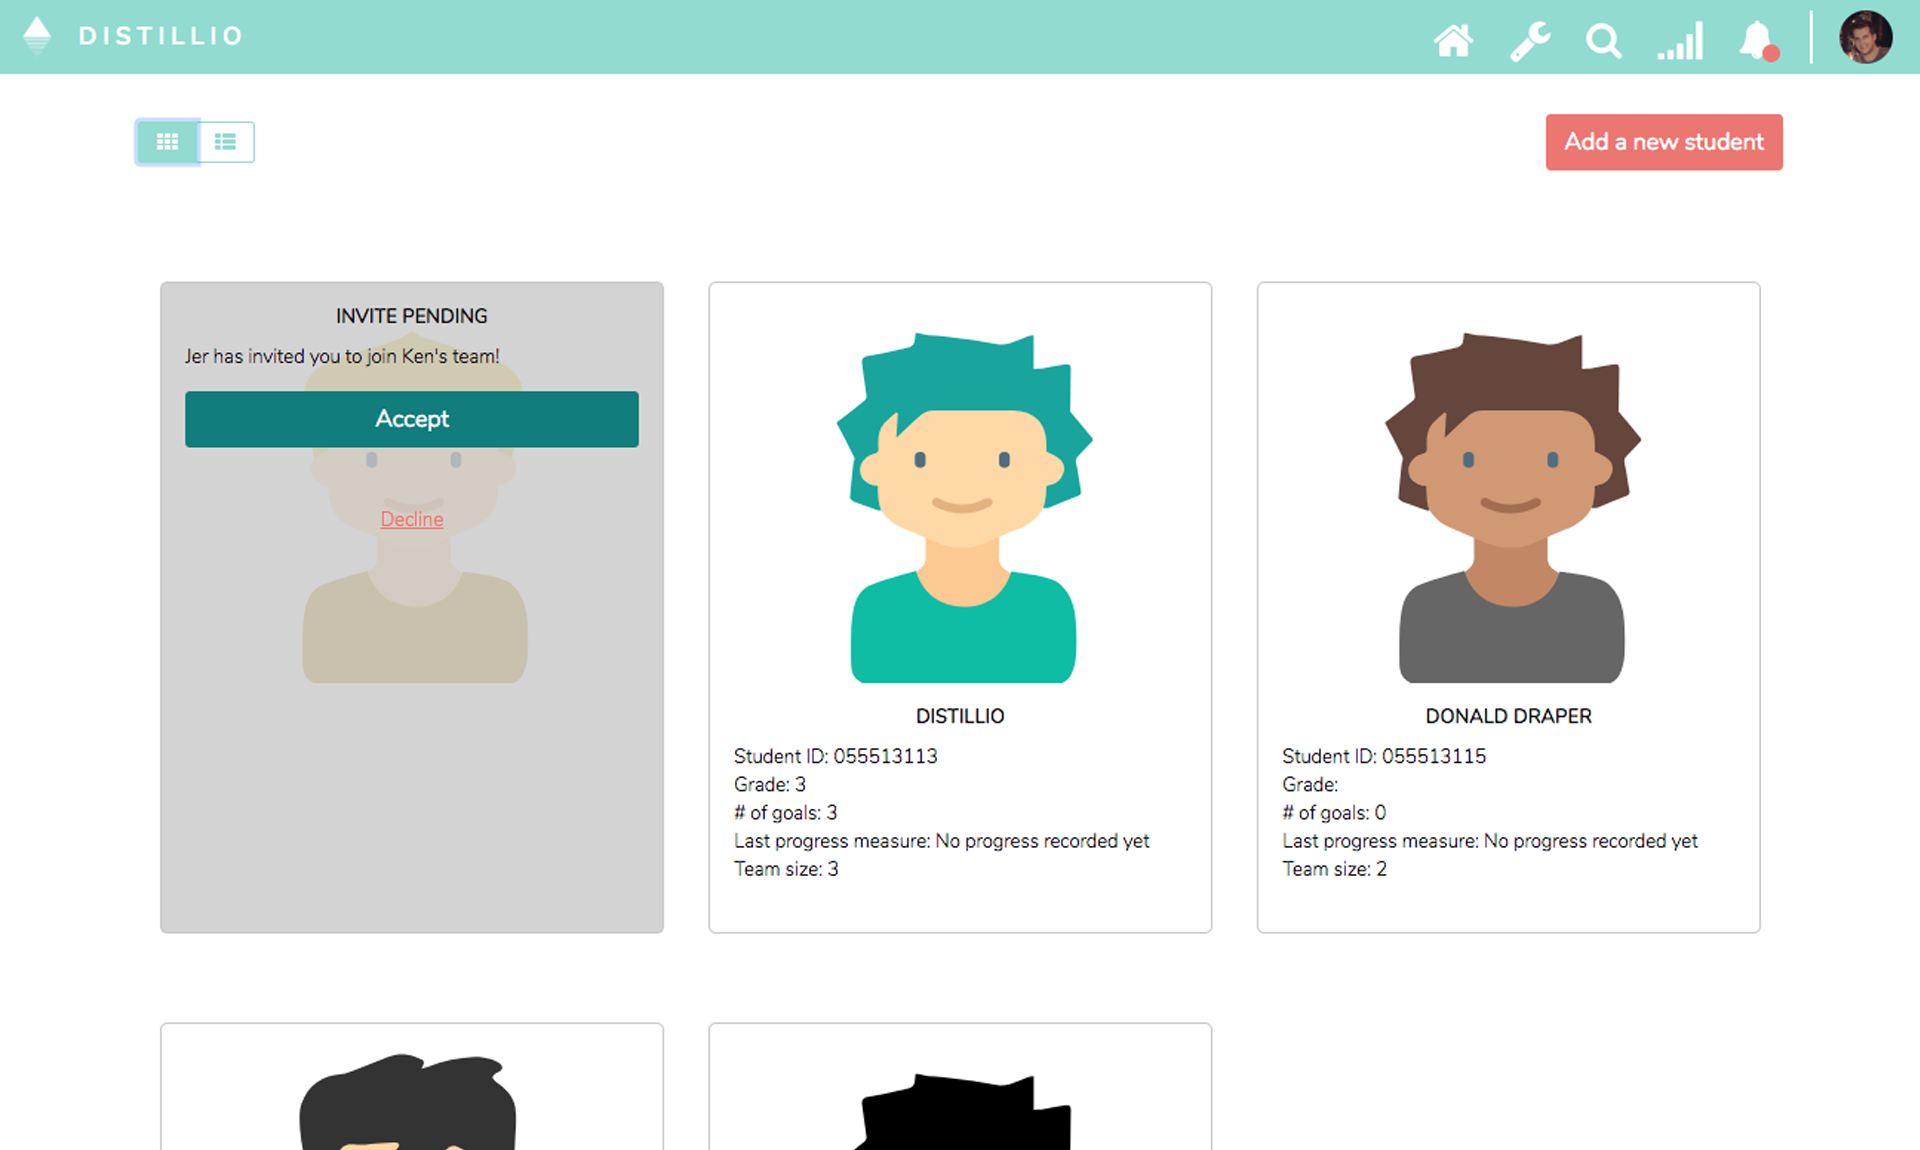 DISTILLIO
Add a new student
INVITE PENDING
Jer has invited you to join Ken's team!
Accept
Decline
DISTILLIO
Student ID: 055513113
Grade: 3
# of goals: 3
Last progress measure: No progress recorded yet
Team size: 3
DONALD DRAPER
Student ID: 055513115
Grade:
# of goals: 0
Last progress measure: No progress recorded yet
Team size: 2